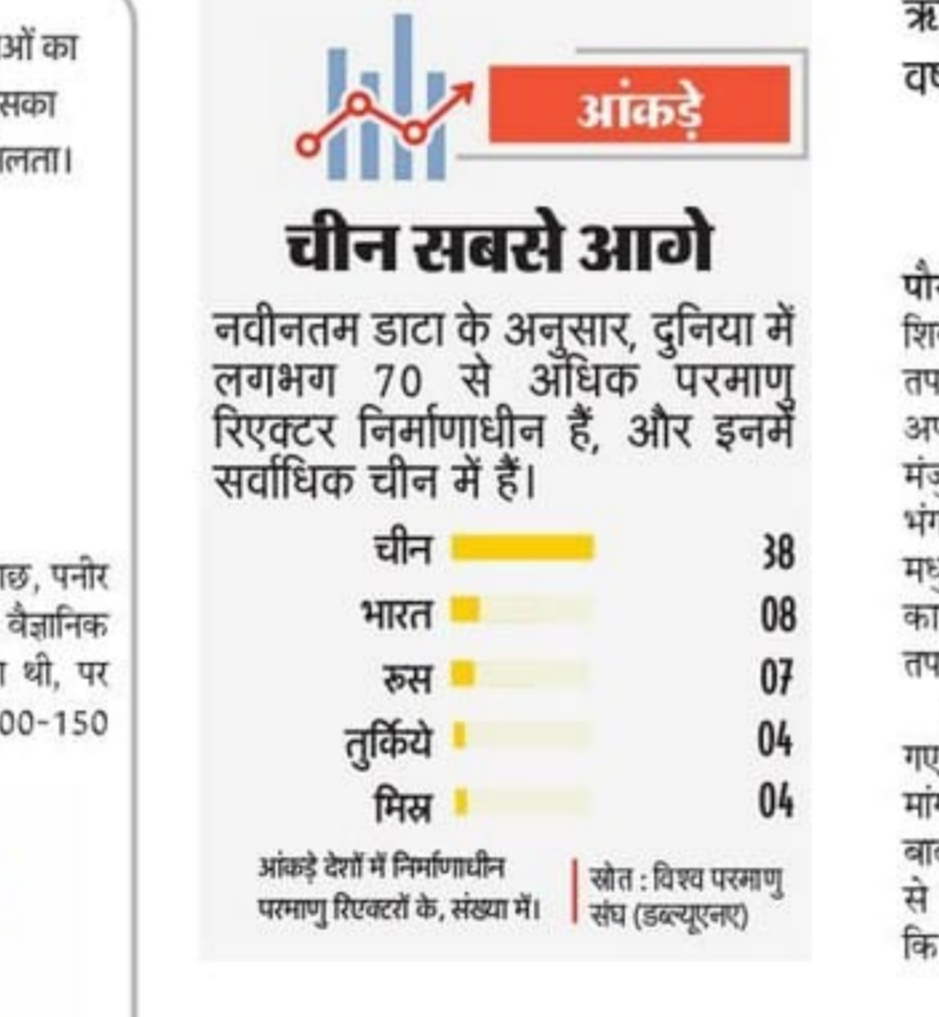 ओं का
सका
लता।
आंकड़े
चीन सबसे आगे
नवीनतम डाटा के अनुसार, दुनिया में
लगभग 70 से अधिक परमाणु
रिएक्टर निर्माणाधीन हैं, और इनमें
सर्वाधिक चीन में हैं।
चीन 38
भारत 08
रूस 07
तुर्किये 04
मिस्र 04
आंकड़े देशों में निर्माणाधीन
परमाणु रिएक्टरों के, संख्या में।
स्रोत : विश्व परमाणु
संघ (डब्ल्यूएनए)
छ, पनीर
वैज्ञानिक
थी, पर
00-150
तप
मधु
का
तप
गए
से
कि